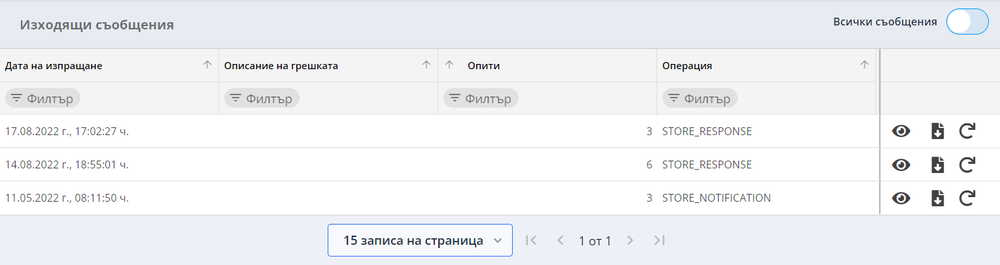 Изходящи съобщения
Всички съобщения
Дата на изпращане Описание на грешката Опити Операция
Филтър Филтър Филтър Филтър
17.08.2022 г., 17:02:27 ч. 3 STORE_RESPONSE
14.08.2022 г., 18:55:01 ч. 6 STORE_RESPONSE
11.05.2022 г., 08:11:50 ч. 3 STORE_NOTIFICATION
15 записа на страница 1 от 1